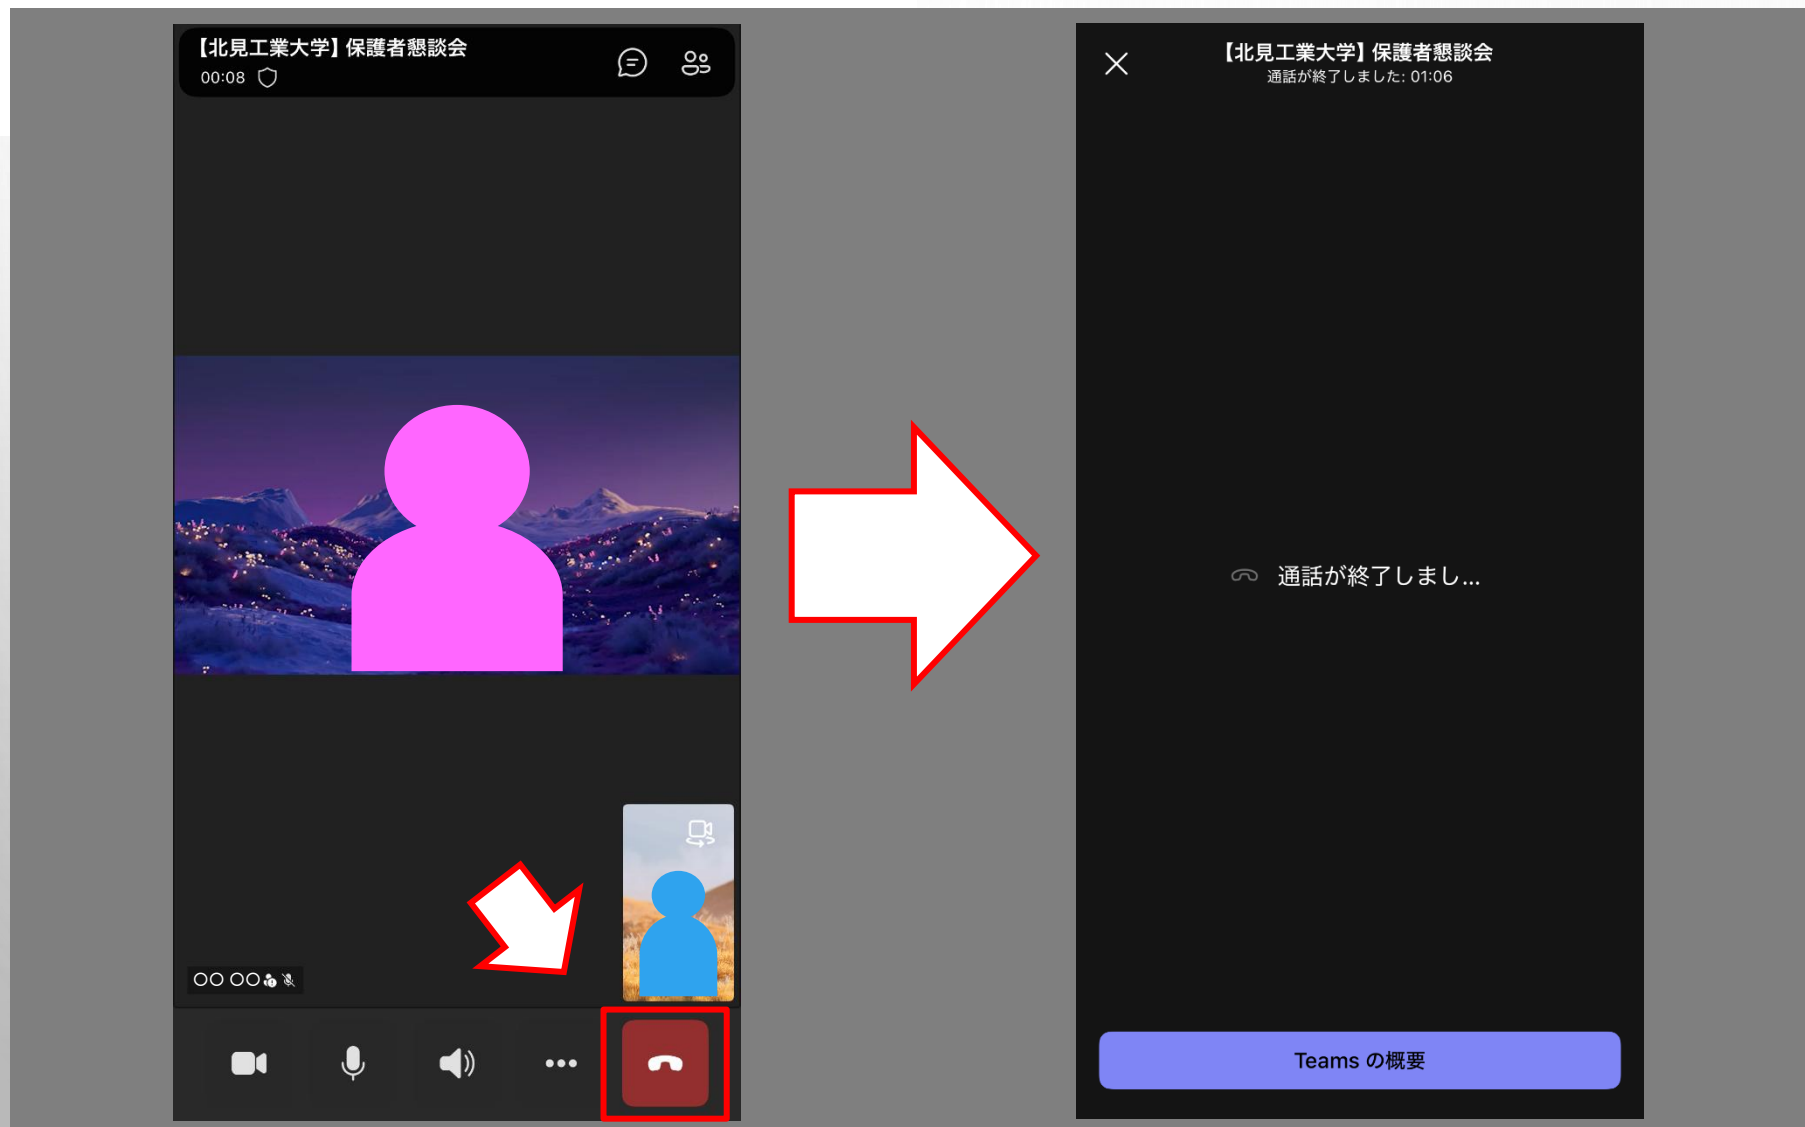 【北見工業大学】保護者懇談会
00:08
〇〇 〇〇
【北見工業大学】保護者懇談会
通話が終了しました: 01:06
通話が終了しまし...
Teams の概要